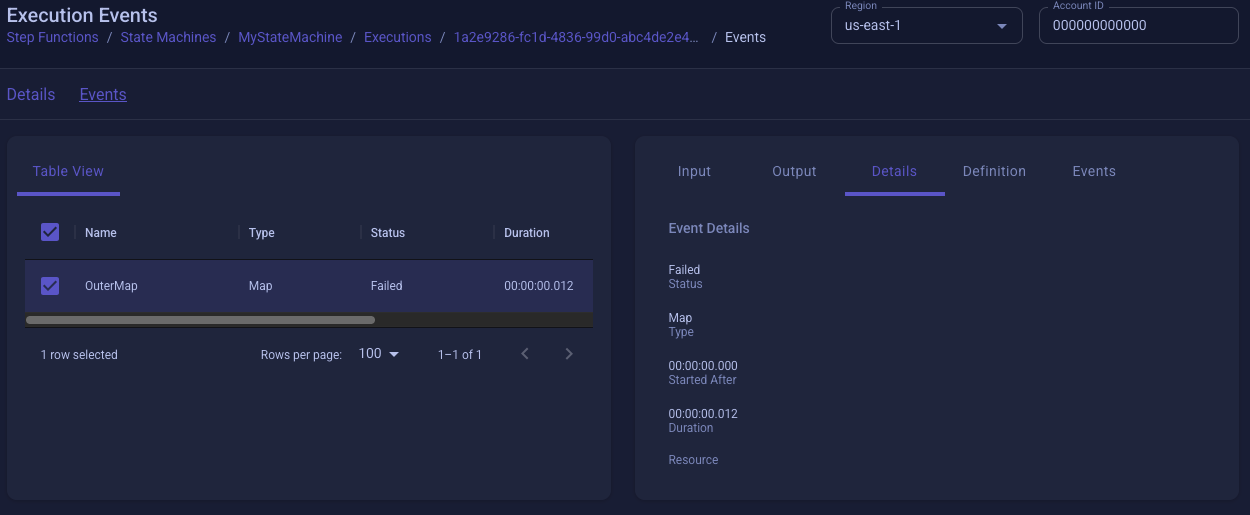 Execution Events
Step Functions / State Machines / MyStateMachine / Executions / 1a2e9286-fc1d-4836-99d0-abc4de2e4... / Events
Region
us-east-1
Account ID
000000000000
Details Events
Table View
Name Type Status Duration
OuterMap Map Failed 00:00:00.012
1 row selected Rows per page: 100 1–1 of 1
Input Output Details Definition Events
Event Details
Failed
Status
Map
Type
00:00:00.000
Started After
00:00:00.012
Duration
Resource